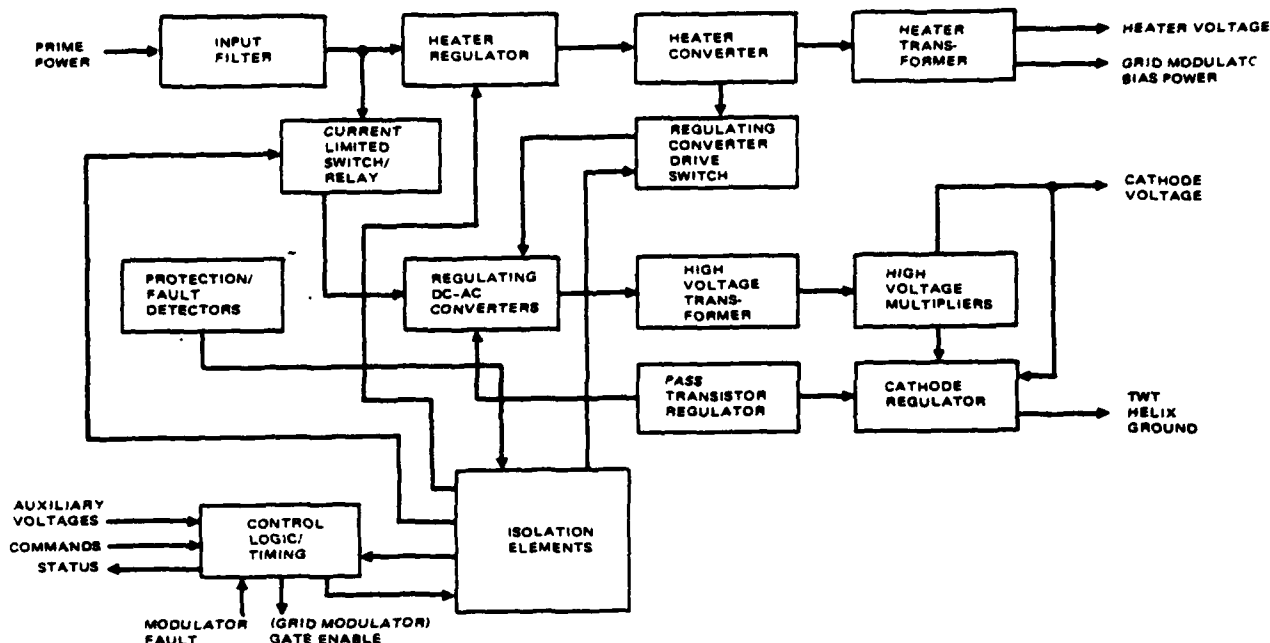 PRIME
POWER
INPUT
FILTER
HEATER
REGULATOR
HEATER
CONVERTER
HEATER
TRANS-
FORMER
HEATER VOLTAGE
GRID MODULATC
BIAS POWER
CURRENT
LIMITED
SWITCH/
RELAY
REGULATING
CONVERTER
DRIVE
SWITCH
CATHODE
VOLTAGE
PROTECTION/
FAULT
DETECTORS
REGULATING
DC-AC
CONVERTERS
HIGH
VOLTAGE
TRANS-
FORMER
HIGH
VOLTAGE
MULTIPLIERS
PASS
TRANSISTOR
REGULATOR
CATHODE
REGULATOR
TWT
HELIX
GROUND
AUXILIARY
VOLTAGES
COMMANDS
STATUS
CONTROL
LOGIC/
TIMING
ISOLATION
ELEMENTS
MODULATOR
FAULT
(GRID MODULATOR)
GATE ENABLE